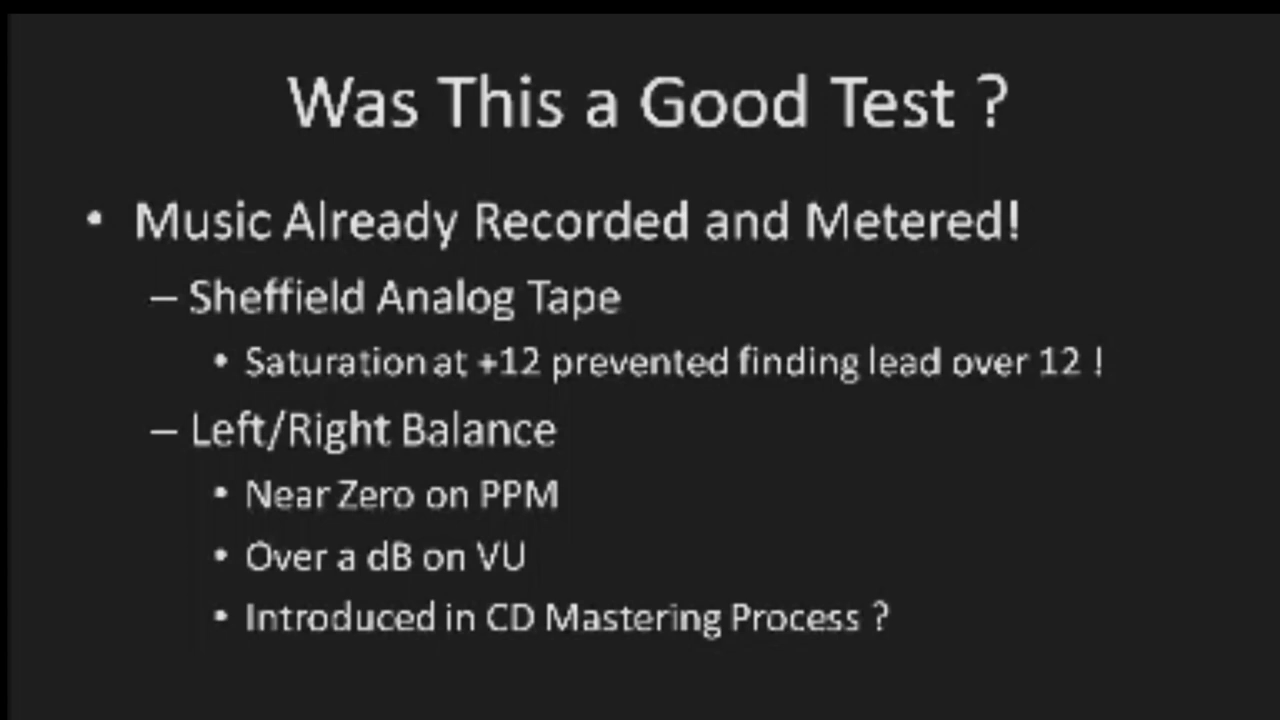 Was This a Good Test ?
• Music Already Recorded and Metered!
– Sheffield Analog Tape
• Saturation at +12 prevented finding lead over 12 !
– Left/Right Balance
• Near Zero on PPM
• Over a dB on VU
• Introduced in CD Mastering Process ?